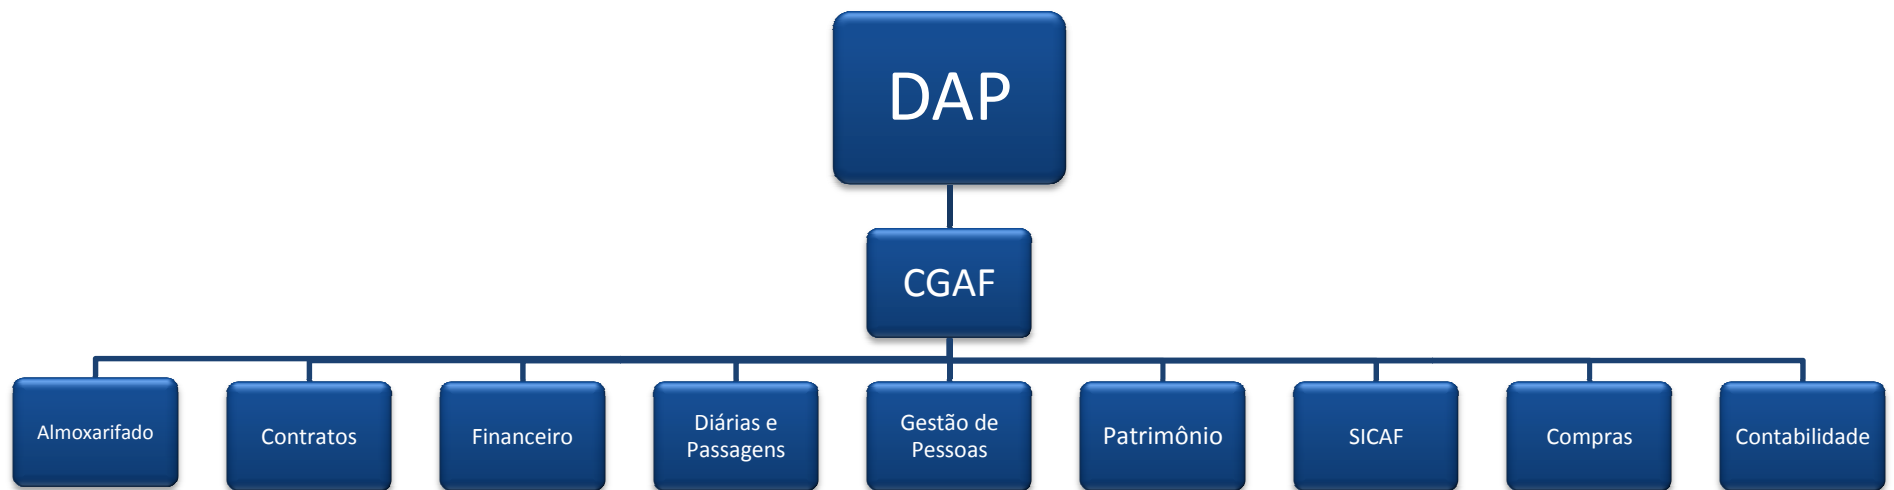 DAP
CGAF
Almoxarifado
Contratos
Financeiro
Diárias e
Passagens
Gestão de
Pessoas
Patrimônio
SICAF
Compras
Contabilidade